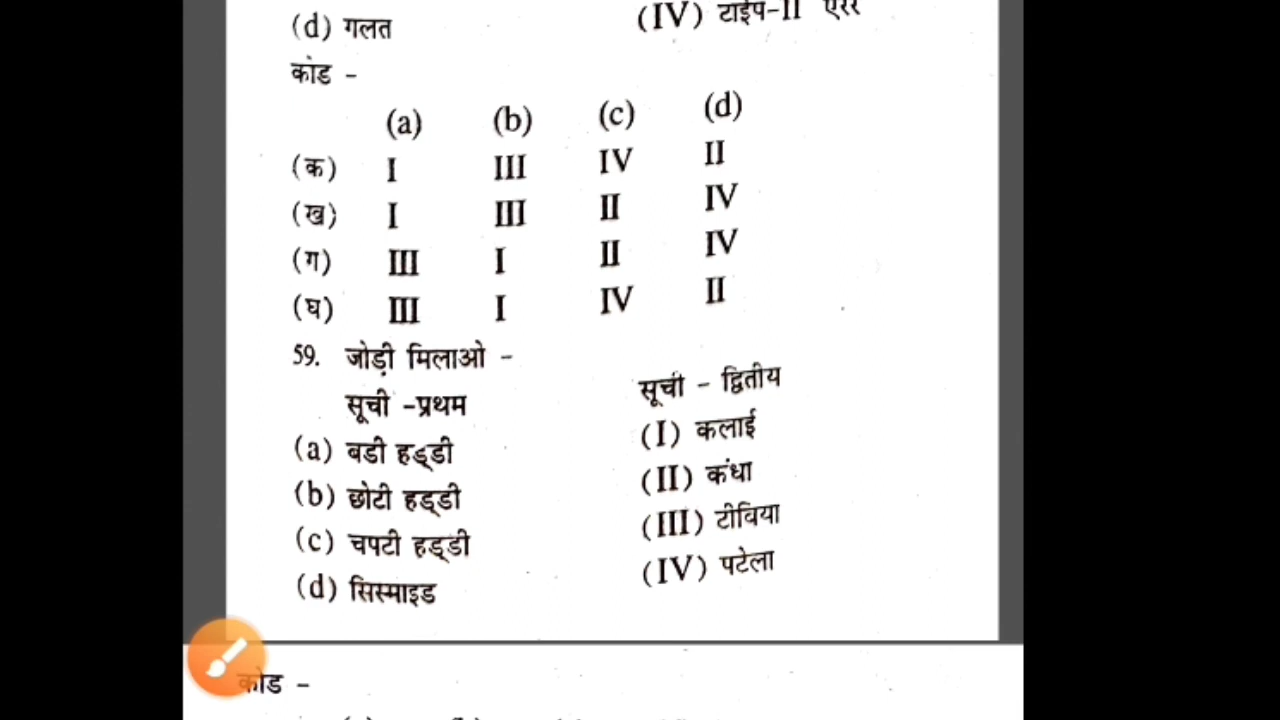 (d) गलत
(IV) टाईप-II एरर
कोड -
(a) (b) (c) (d)
(क) I III IV II
(ख) I III II IV
(ग) III I II IV
(घ) III I IV II
59. जोड़ी मिलाओ -
सूची -प्रथम सूची - द्वितीय
(a) बडी हड्डी (I) कलाई
(b) छोटी हड्डी (II) कंधा
(c) चपटी हड्डी (III) टीविया
(d) सिस्माइड (IV) पटेला
कोड -